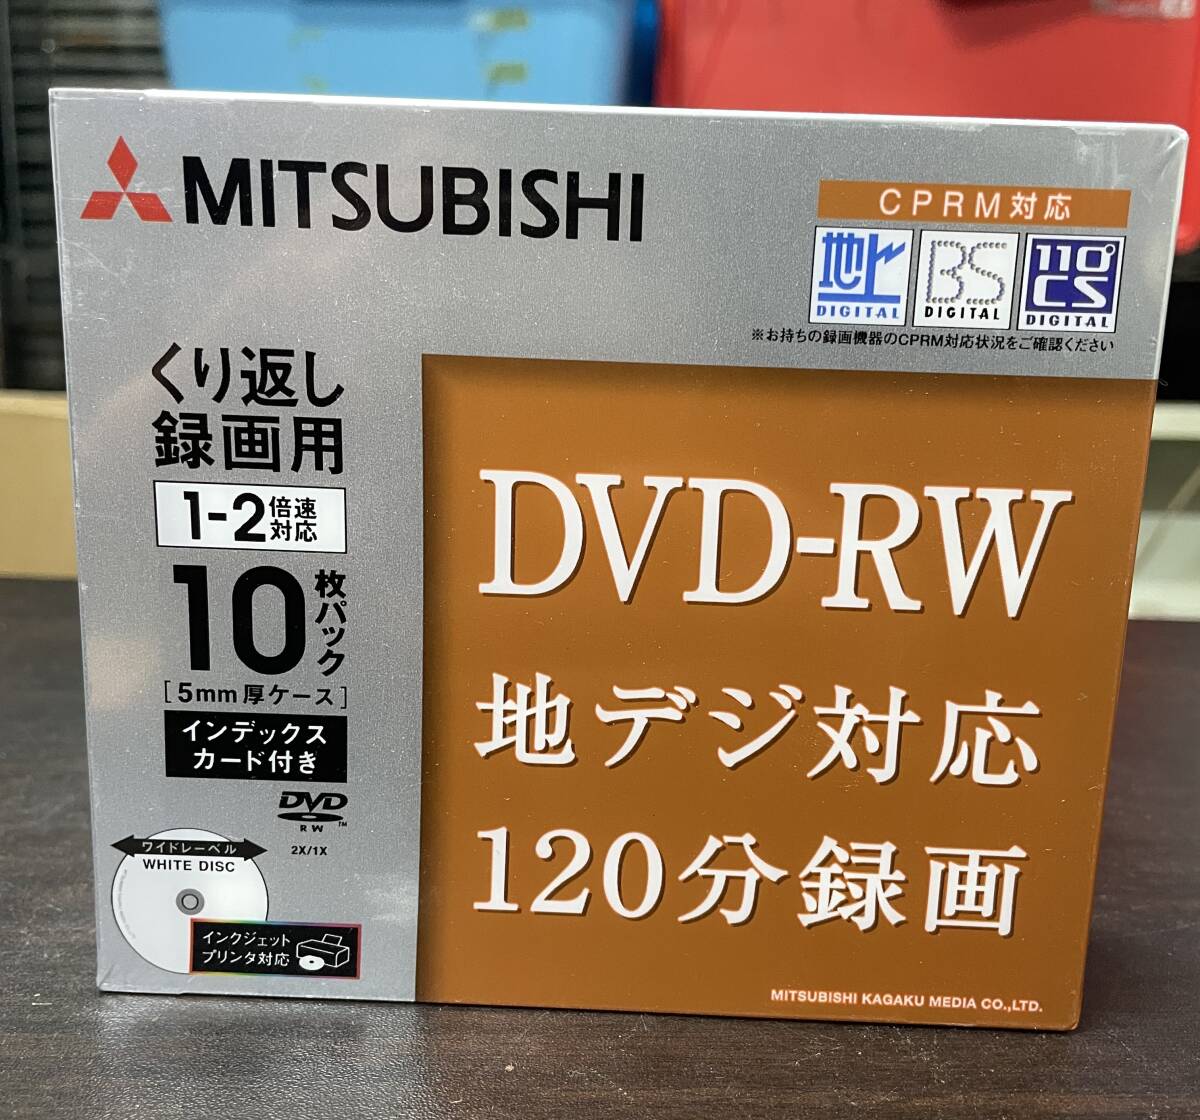 MITSUBISHI
CPRM対応
地上
DIGITAL
BS
DIGITAL
110°
CS
DIGITAL
※お持ちの録画機器のCPRM対応状況をご確認ください
くり返し
録画用
1-2倍速対応
10枚パック
[5mm厚ケース]
インデックス
カード付き
DVD
RW™
2X/1X
ワイドレーベル
WHITE DISC
インクジェット
プリンタ対応
DVD-RW
地デジ対応
120分録画
MITSUBISHI KAGAKU MEDIA CO.,LTD.